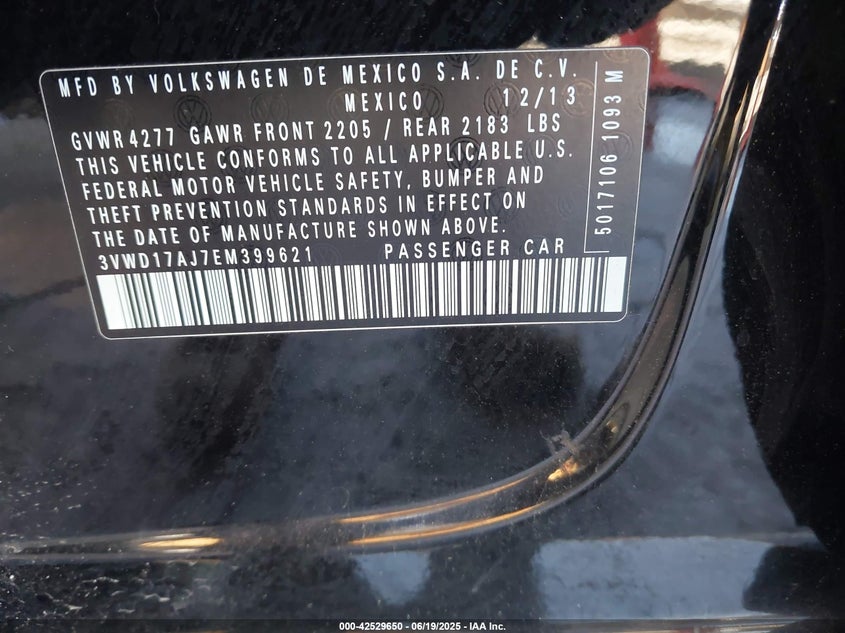 MFD BY VOLKSWAGEN DE MEXICO S.A. DE C.V.
MEXICO 12/13
GVWR 4277 GAWR FRONT 2205 / REAR 2183 LBS
THIS VEHICLE CONFORMS TO ALL APPLICABLE U.S.
FEDERAL MOTOR VEHICLE SAFETY, BUMPER AND
THEFT PREVENTION STANDARDS IN EFFECT ON
THE DATE OF MANUFACTURE SHOWN ABOVE.
3VWD17AJ7EM399621 PASSENGER CAR
5017106 1093 M
000-42529650 - 06/19/2025 - IAA Inc.